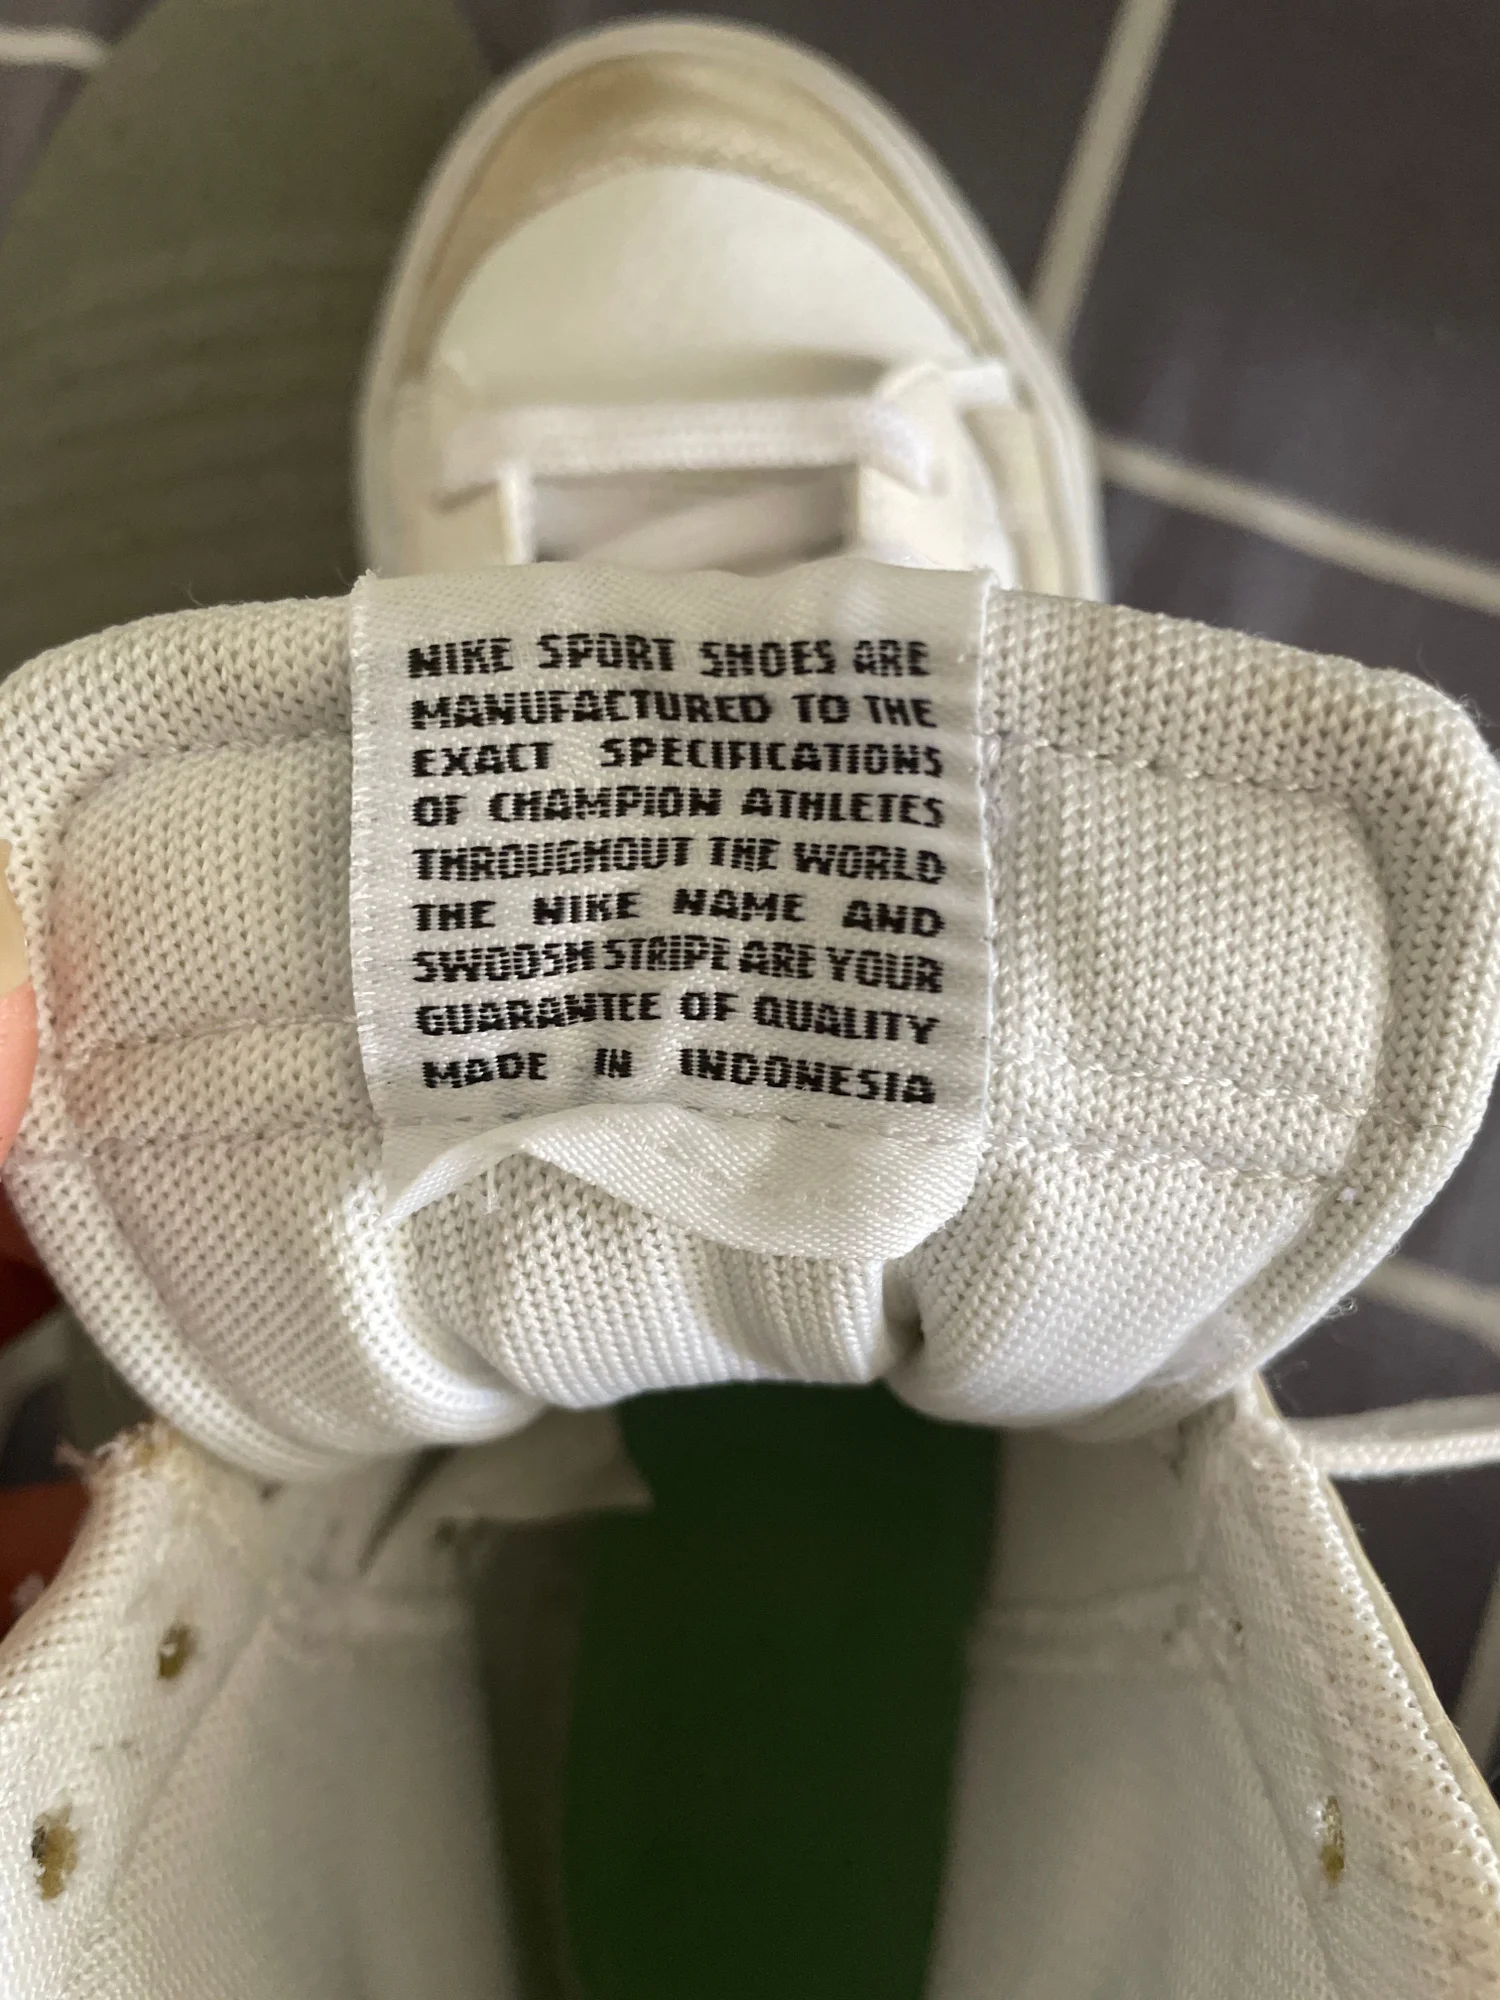 NIKE SPORT SHOES ARE
MANUFACTURED TO THE
EXACT SPECIFICATIONS
OF CHAMPION ATHLETES
THROUGHOUT THE WORLD
THE NIKE NAME AND
SWOOSH STRIPE ARE YOUR
GUARANTEE OF QUALITY
MADE IN INDONESIA